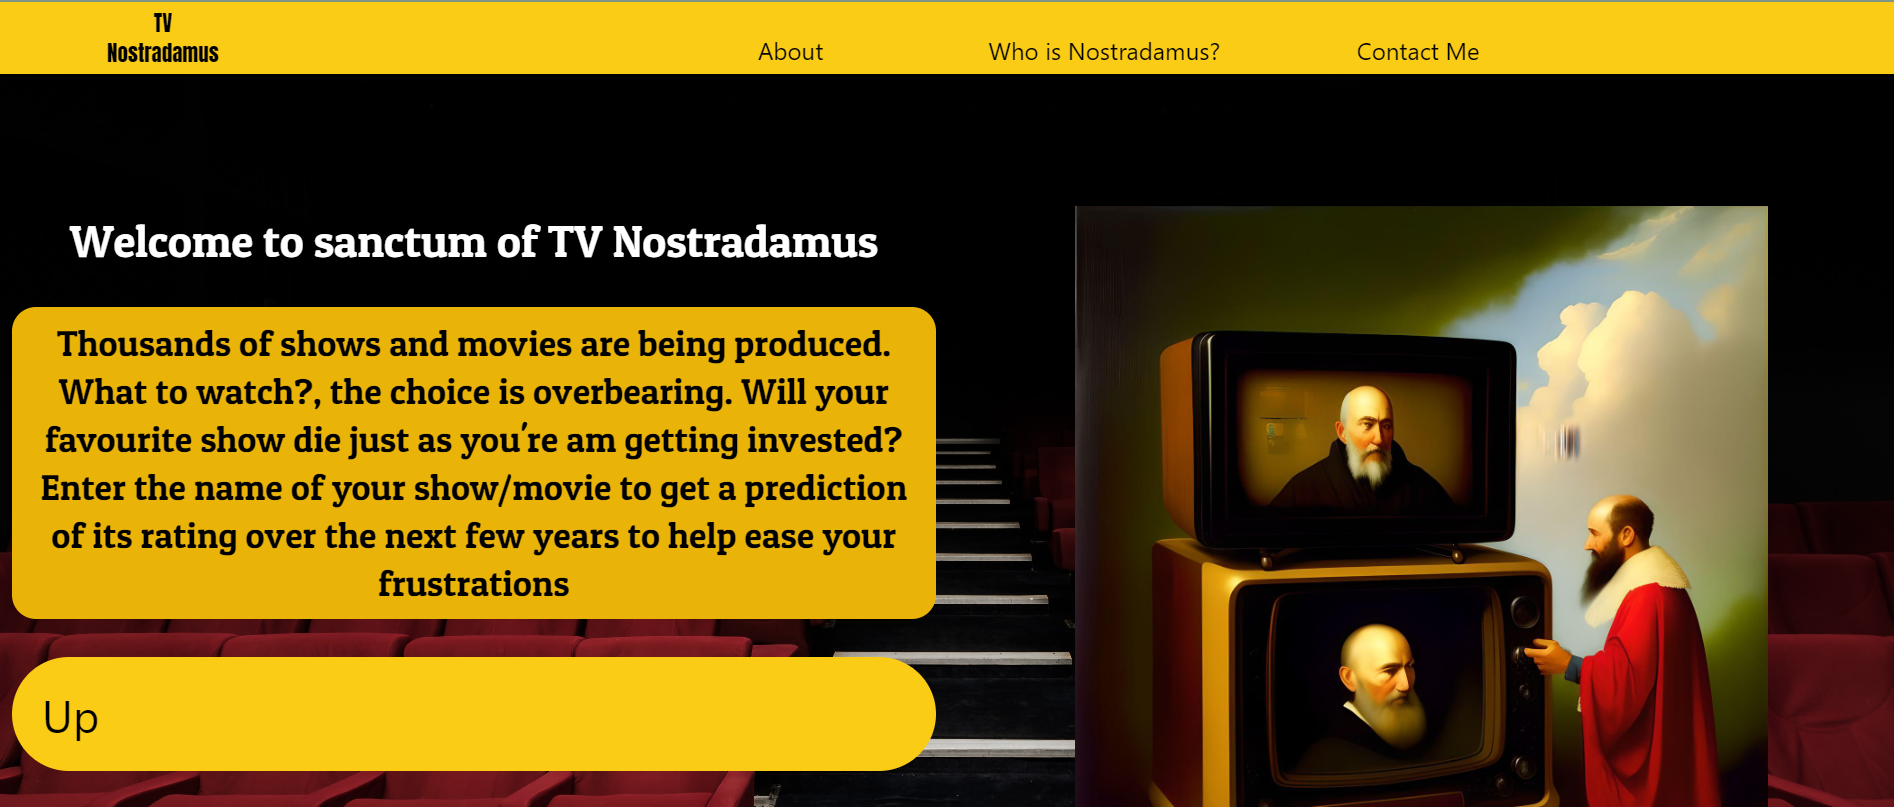 TV
Nostradamus
About
Who is Nostradamus?
Contact Me
Welcome to sanctum of TV Nostradamus
Thousands of shows and movies are being produced.
What to watch?, the choice is overbearing. Will your
favourite show die just as you're am getting invested?
Enter the name of your show/movie to get a prediction
of its rating over the next few years to help ease your
frustrations
Up